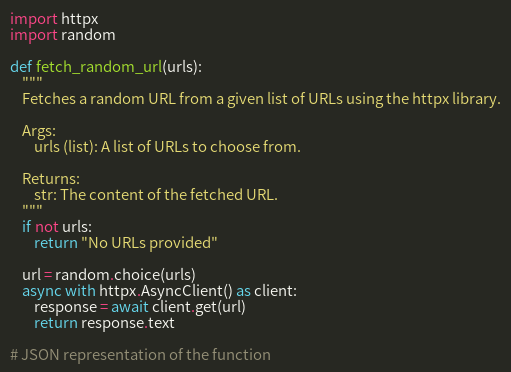 import httpx
import random

def fetch_random_url(urls):
    """
    Fetches a random URL from a given list of URLs using the httpx library.

    Args:
        urls (list): A list of URLs to choose from.

    Returns:
        str: The content of the fetched URL.
    """
    if not urls:
        return "No URLs provided"

    url = random.choice(urls)
    async with httpx.AsyncClient() as client:
        response = await client.get(url)
        return response.text

# JSON representation of the function